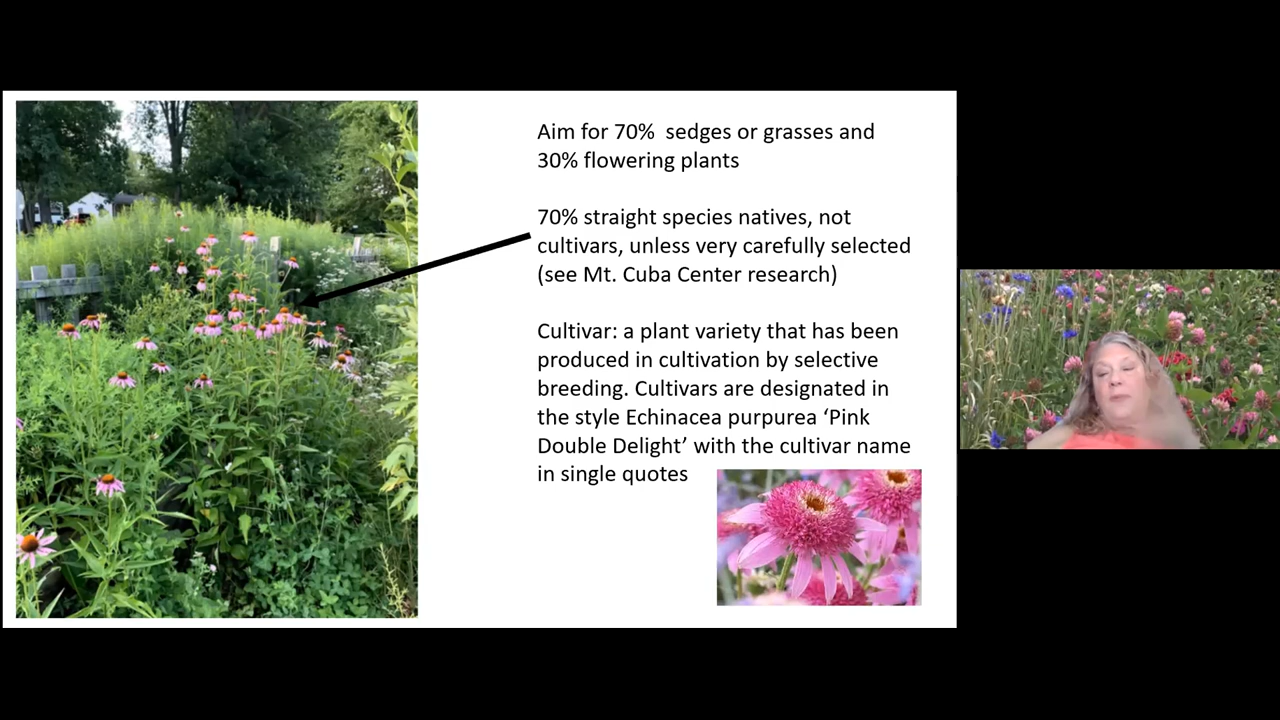 Aim for 70%  sedges or grasses and
30% flowering plants
70% straight species natives, not
cultivars, unless very carefully selected
(see Mt. Cuba Center research)
Cultivar: a plant variety that has been
produced in cultivation by selective
breeding. Cultivars are designated in
the style Echinacea purpurea ‘Pink
Double Delight’ with the cultivar name
in single quotes